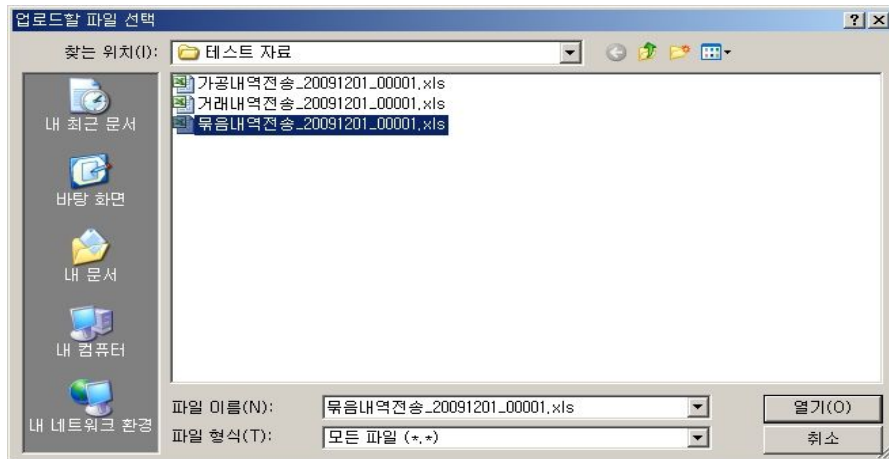 업로드할 파일 선택
찾는 위치(I):
테스트 자료
가공내역전송_20091201_00001.xls
거래내역전송_20091201_00001.xls
묶음내역전송_20091201_00001.xls
내 최근 문서
바탕 화면
내 문서
내 컴퓨터
내 네트워크 환경
파일 이름(N):
묶음내역전송_20091201_00001.xls
열기(O)
파일 형식(T):
모든 파일 (*.*)
취소